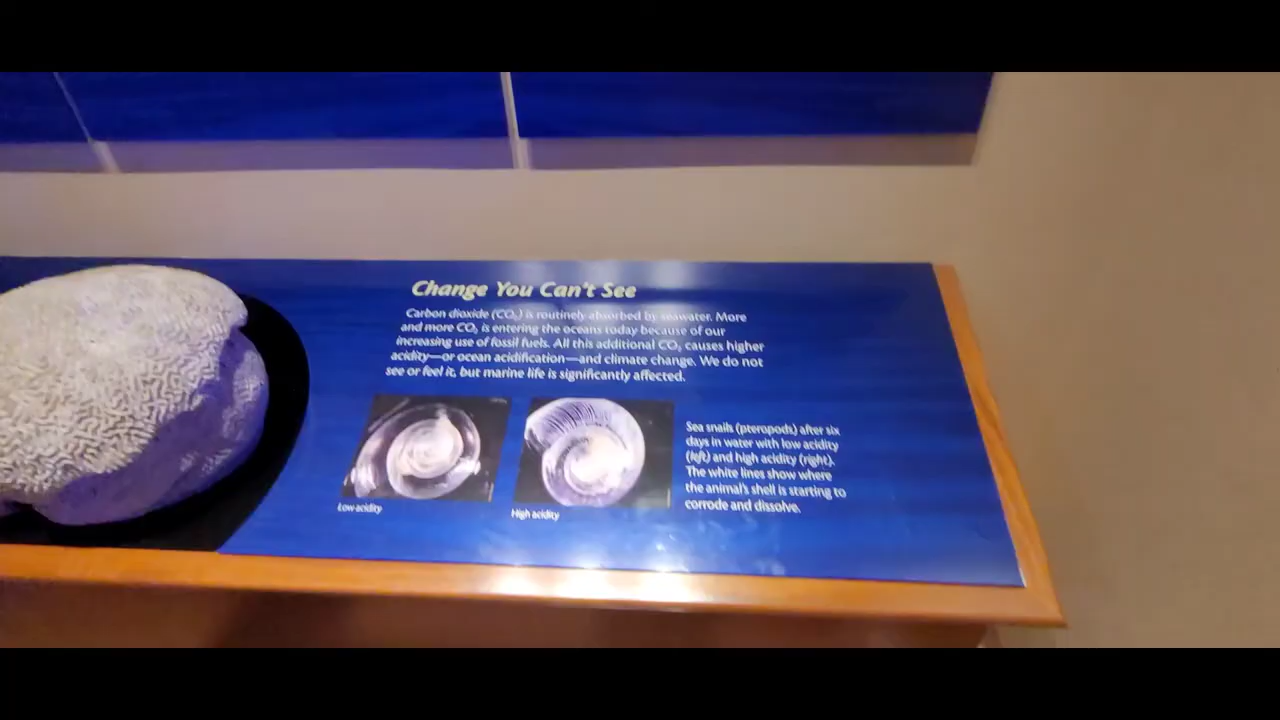 Change You Can't See
Carbon dioxide (CO₂) is routinely absorbed by seawater. More
and more CO₂ is entering the oceans today because of our
increasing use of fossil fuels. All this additional CO₂ causes higher
acidity—or ocean acidification—and climate change. We do not
see or feel it, but marine life is significantly affected.
Sea snails (pteropods) after six
days in water with low acidity
(left) and high acidity (right).
The white lines show where
the animal's shell is starting to
corrode and dissolve.
Low acidity
High acidity